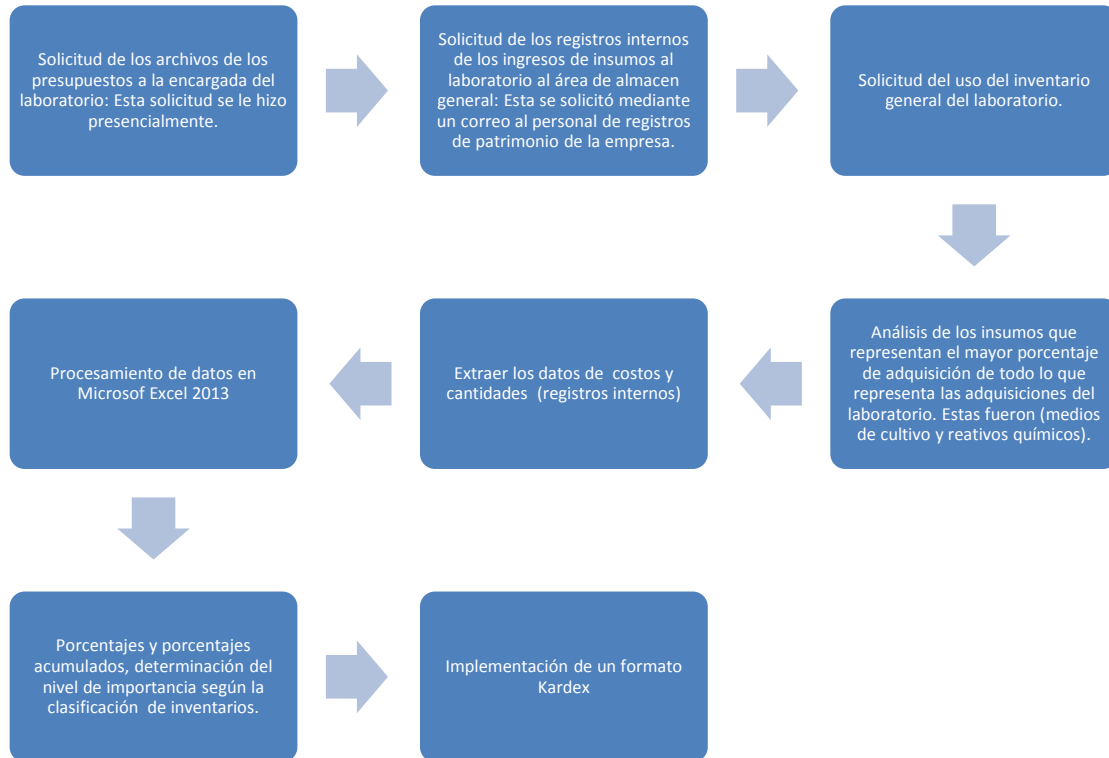 Solicitud de los archivos de los
presupuestos a la encargada del
laboratorio: Esta solicitud se le hizo
presencialmente.
Solicitud de los registros internos
de los ingresos de insumos al
laboratorio al área de almacen
general: Esta se solicitó mediante
un correo al personal de registros
de patrimonio de la empresa.
Solicitud del uso del inventario
general del laboratorio.
Análisis de los insumos que
representan el mayor porcentaje
de adquisición de todo lo que
representa las adquisiciones del
laboratorio. Estas fueron (medios
de cultivo y reativos químicos).
Extraer los datos de costos y
cantidades (registros internos)
Procesamiento de datos en
Microsof Excel 2013
Porcentajes y porcentajes
acumulados, determinación del
nivel de importancia según la
clasificación de inventarios.
Implementación de un formato
Kardex